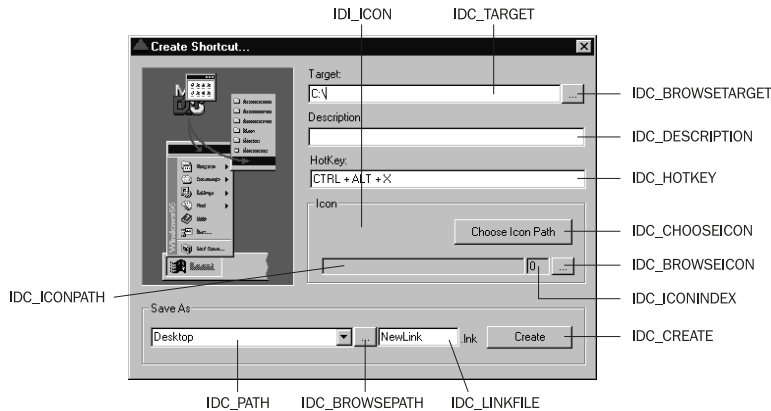 IDI_ICON
IDC_TARGET
Create Shortcut...
Target:
C:\
...
IDC_BROWSETARGET
Description
IDC_DESCRIPTION
HotKey:
CTRL + ALT + X
IDC_HOTKEY
Icon
Choose Icon Path
IDC_CHOOSEICON
0
...
IDC_BROWSEICON
IDC_ICONPATH
IDC_ICONINDEX
Windows95
Save As
Desktop
...
NewLink
.lnk
Create
IDC_CREATE
IDC_PATH
IDC_BROWSEPATH
IDC_LINKFILE